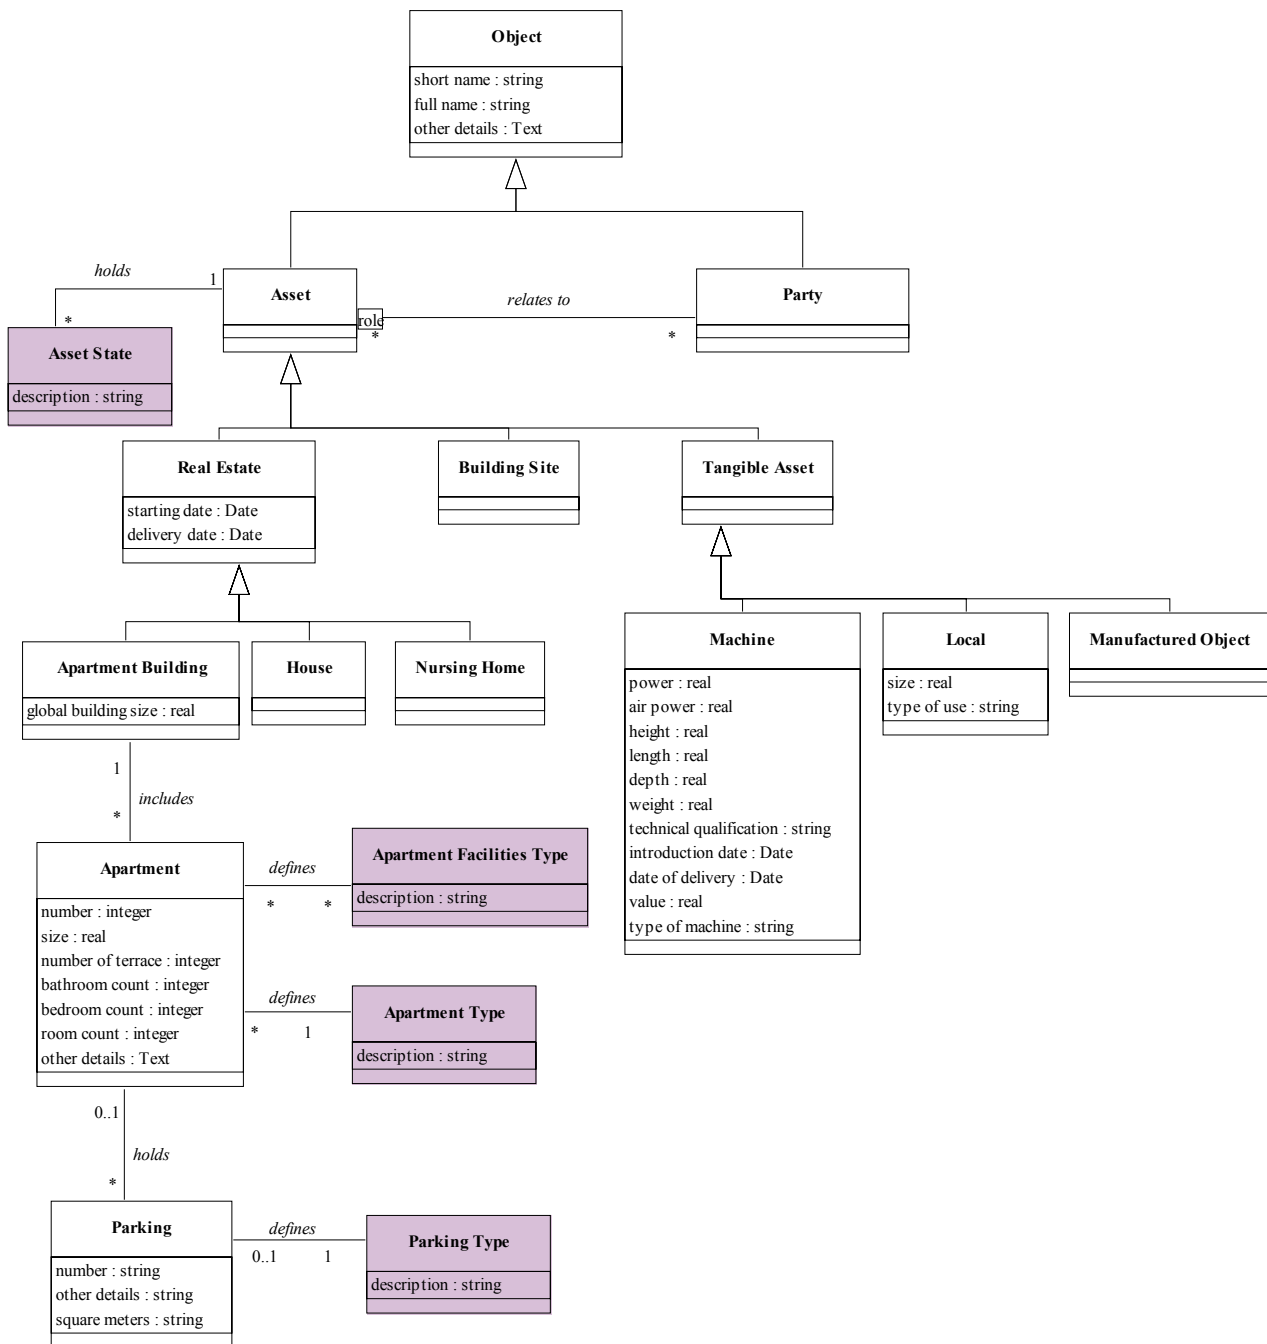 Object
short name : string
full name : string
other details : Text
holds
1
*
Asset
role
*
relates to
*
Party
Asset State
description : string
Real Estate
starting date : Date
delivery date : Date
Building Site
Tangible Asset
Apartment Building
global building size : real
House
Nursing Home
Machine
power : real
air power : real
height : real
length : real
depth : real
weight : real
technical qualification : string
introduction date : Date
date of delivery : Date
value : real
type of machine : string
Local
size : real
type of use : string
Manufactured Object
1
includes
*
Apartment
number : integer
size : real
number of terrace : integer
bathroom count : integer
bedroom count : integer
room count : integer
other details : Text
defines
*
*
Apartment Facilities Type
description : string
defines
*
1
Apartment Type
description : string
0..1
holds
*
Parking
number : string
other details : string
square meters : string
defines
0..1
1
Parking Type
description : string